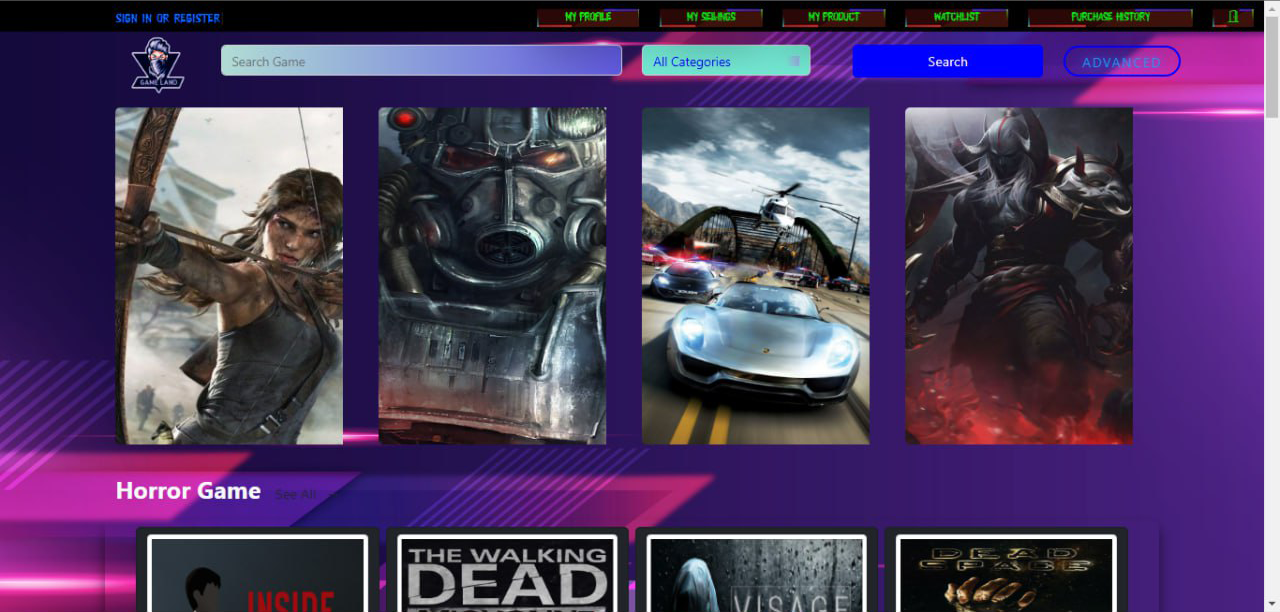 SIGN IN OR REGISTER
MY PROFILE
MY SELLINGS
MY PRODUCT
WATCHLIST
PURCHASE HISTORY
GAME LAND
Search Game
All Categories
Search
ADVANCED
Horror Game
See All
INSIDE
THE WALKING
DEAD
VISAGE
DEAD
SPACE